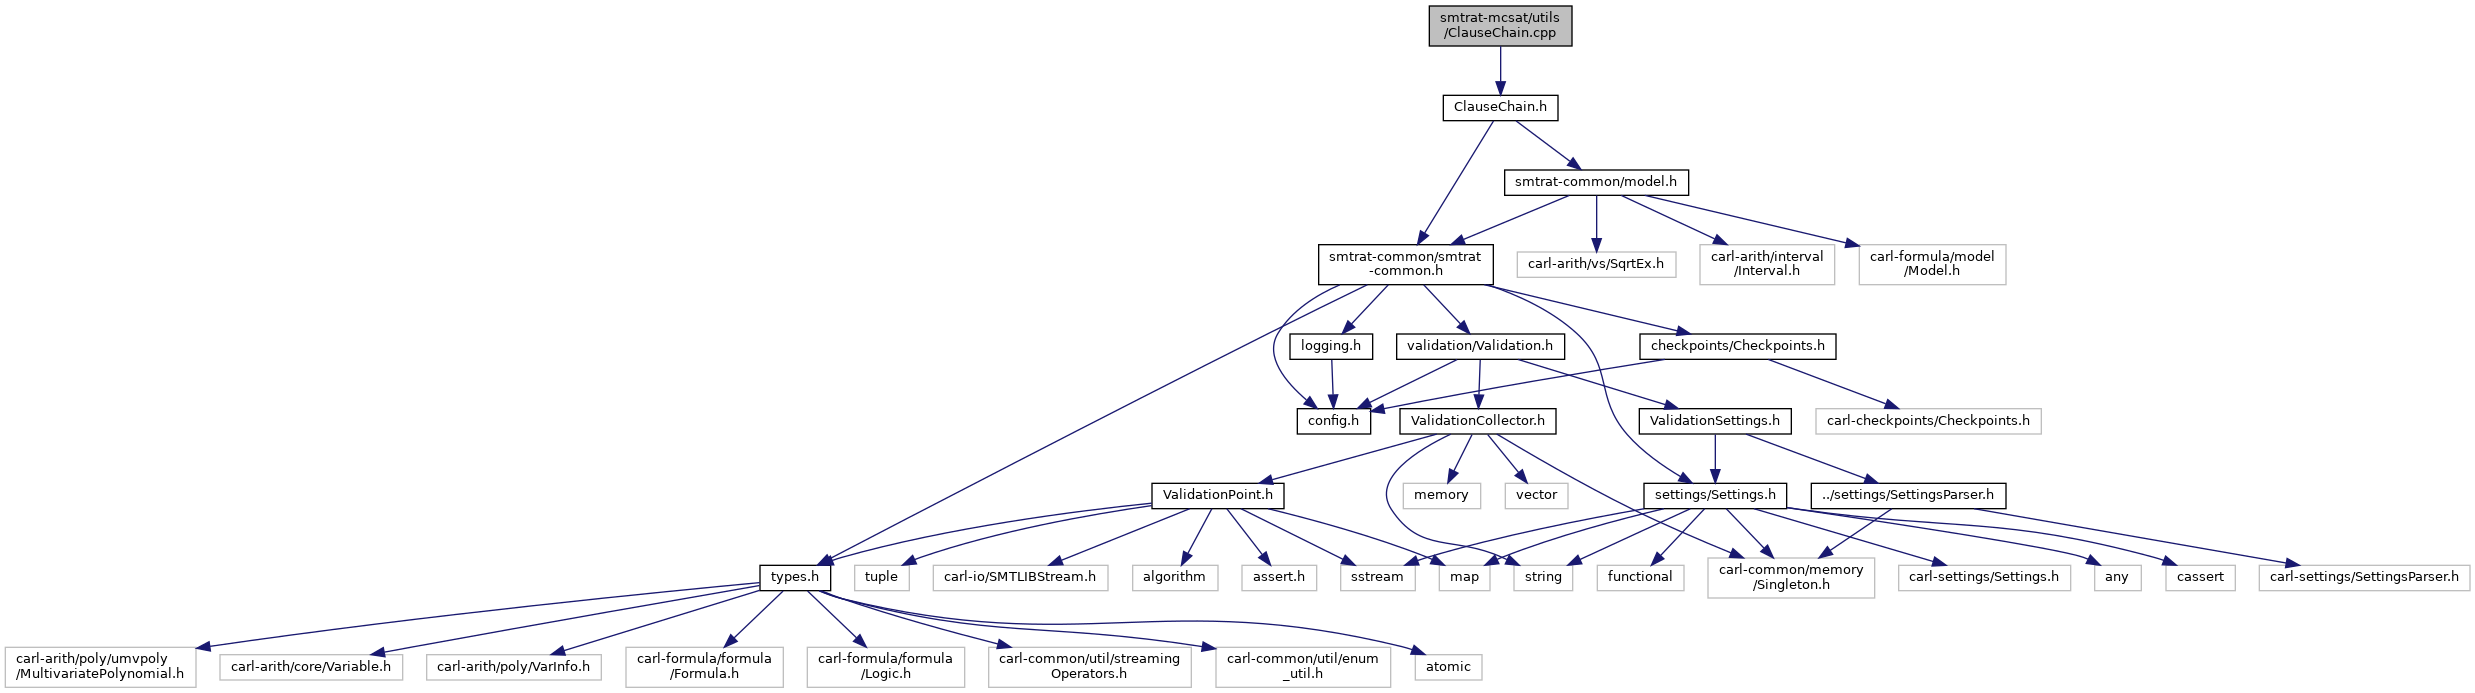 smtrat-mcsat/utils
/ClauseChain.cpp
ClauseChain.h
smtrat-common/model.h
smtrat-common/smtrat
-common.h
carl-arith/vs/SqrtEx.h
carl-arith/interval
/Interval.h
carl-formula/model
/Model.h
logging.h
validation/Validation.h
checkpoints/Checkpoints.h
config.h
ValidationCollector.h
ValidationSettings.h
carl-checkpoints/Checkpoints.h
ValidationPoint.h
memory
vector
settings/Settings.h
../settings/SettingsParser.h
types.h
tuple
carl-io/SMTLIBStream.h
algorithm
assert.h
sstream
map
string
functional
carl-common/memory
/Singleton.h
carl-settings/Settings.h
any
cassert
carl-settings/SettingsParser.h
carl-arith/poly/umvpoly
/MultivariatePolynomial.h
carl-arith/core/Variable.h
carl-arith/poly/VarInfo.h
carl-formula/formula
/Formula.h
carl-formula/formula
/Logic.h
carl-common/util/streaming
Operators.h
carl-common/util/enum
_util.h
atomic